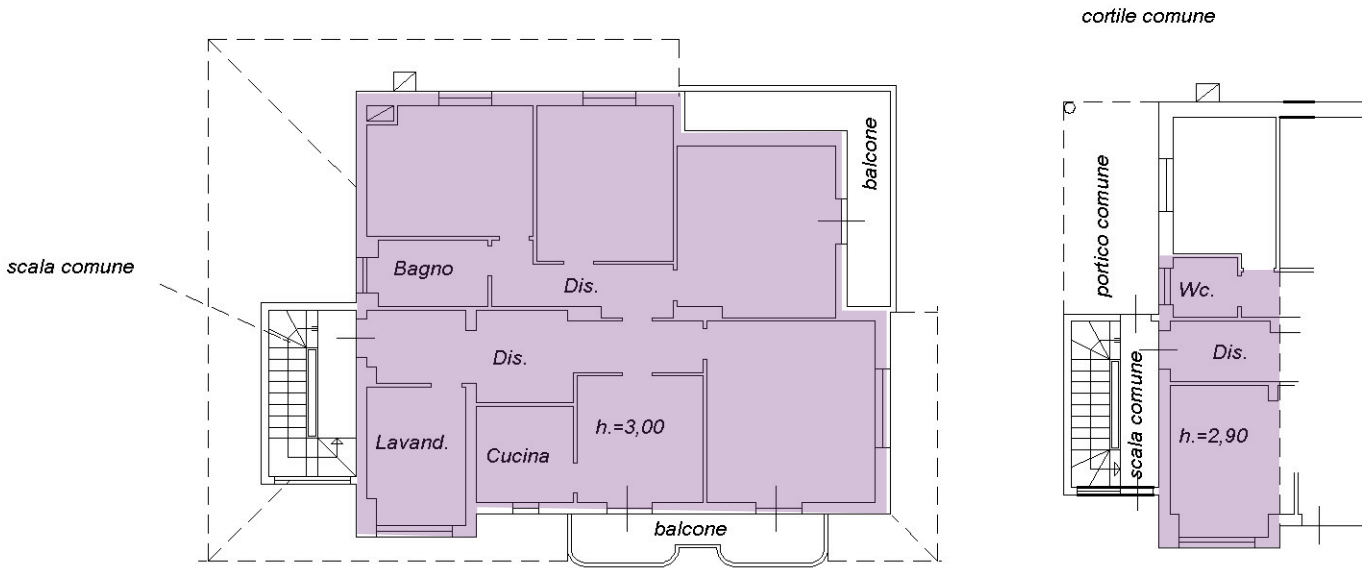 cortile comune
balcone
portico comune
scala comune
Bagno
Dis.
Wc.
Dis.
Dis.
scala comune
Lavand.
Cucina
h.=3,00
h.=2,90
balcone